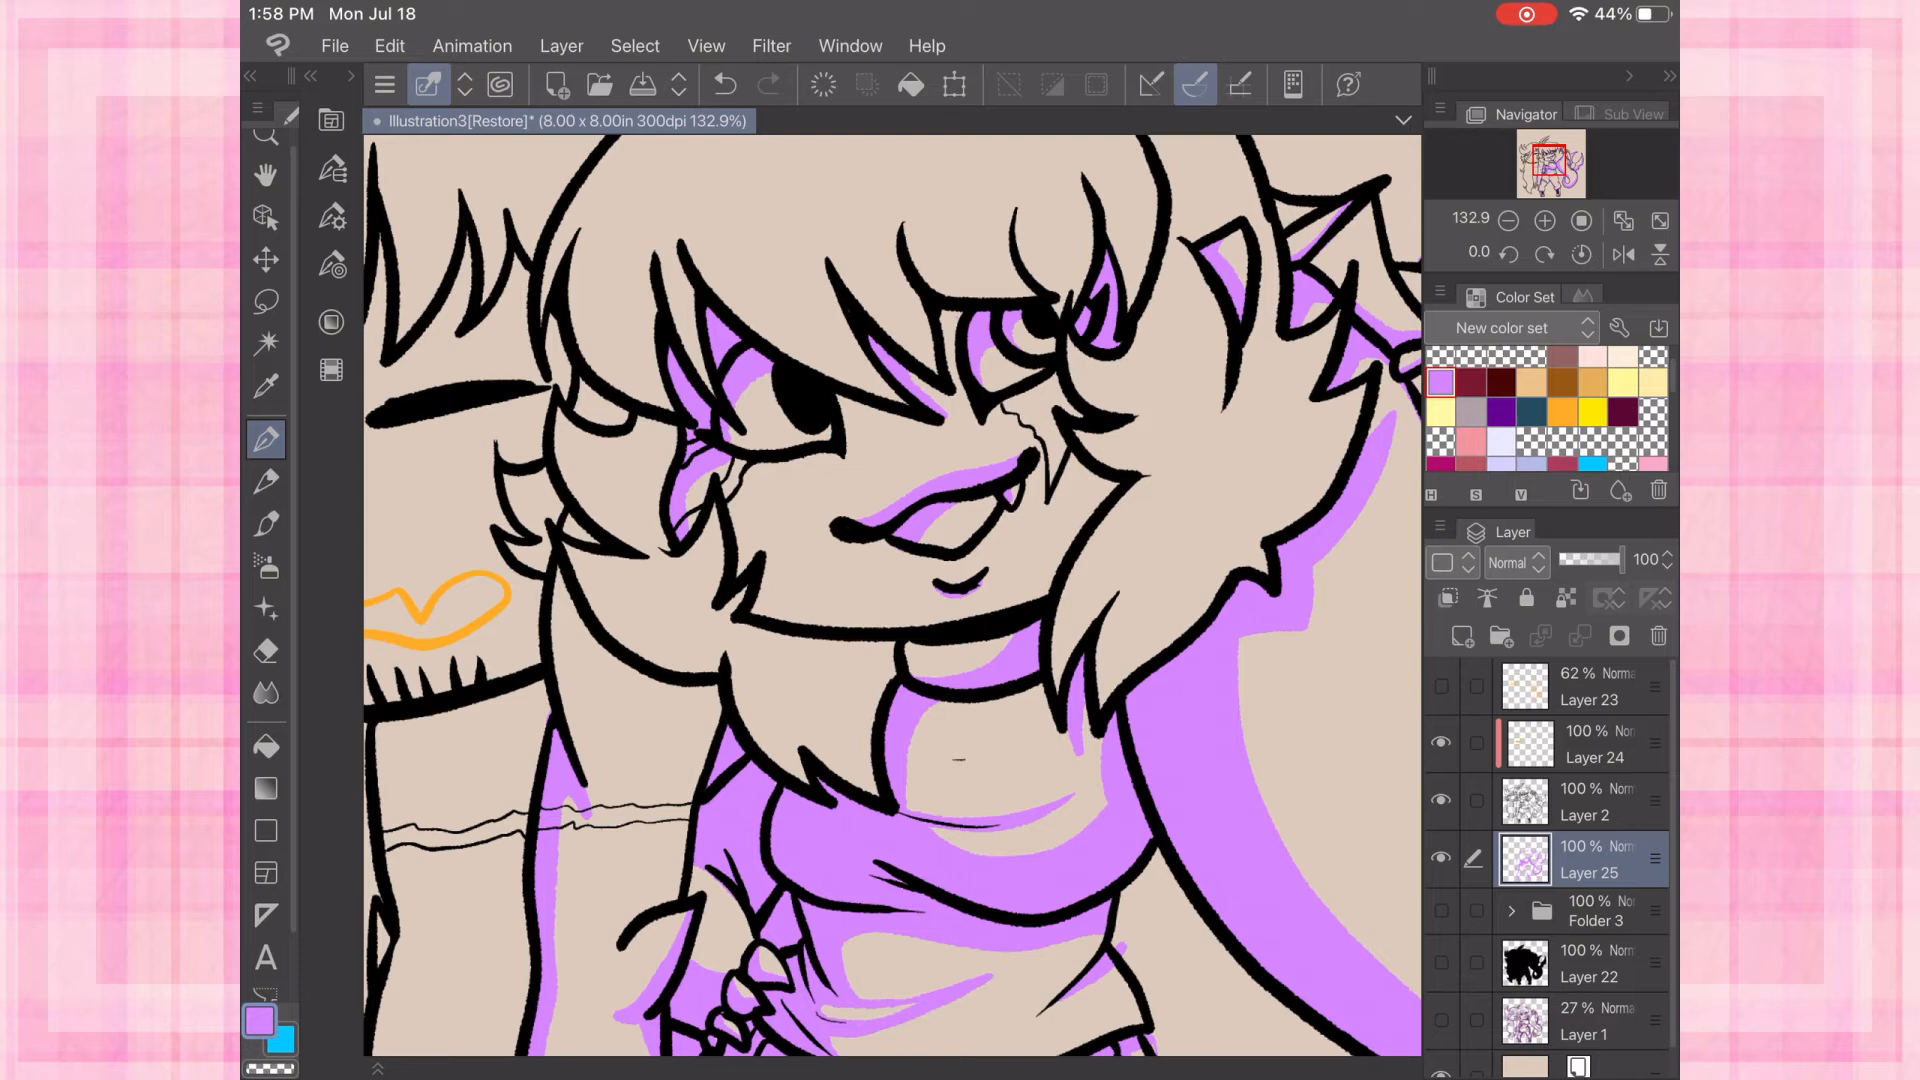 1:58 PM Mon Jul 18
44%
File Edit Animation Layer Select View Filter Window Help
Illustration3[Restore]* (8.00 x 8.00in 300dpi 132.9%)
Navigator Sub View
132.9
0.0
Color Set
New color set
H S V
Layer
Normal 100
62 % Norma
Layer 23
100 % Nor
Layer 24
100 % Norn
Layer 2
100 % Norn
Layer 25
100 % No
Folder 3
100 % Norn
Layer 22
27 % Norma
Layer 1
A